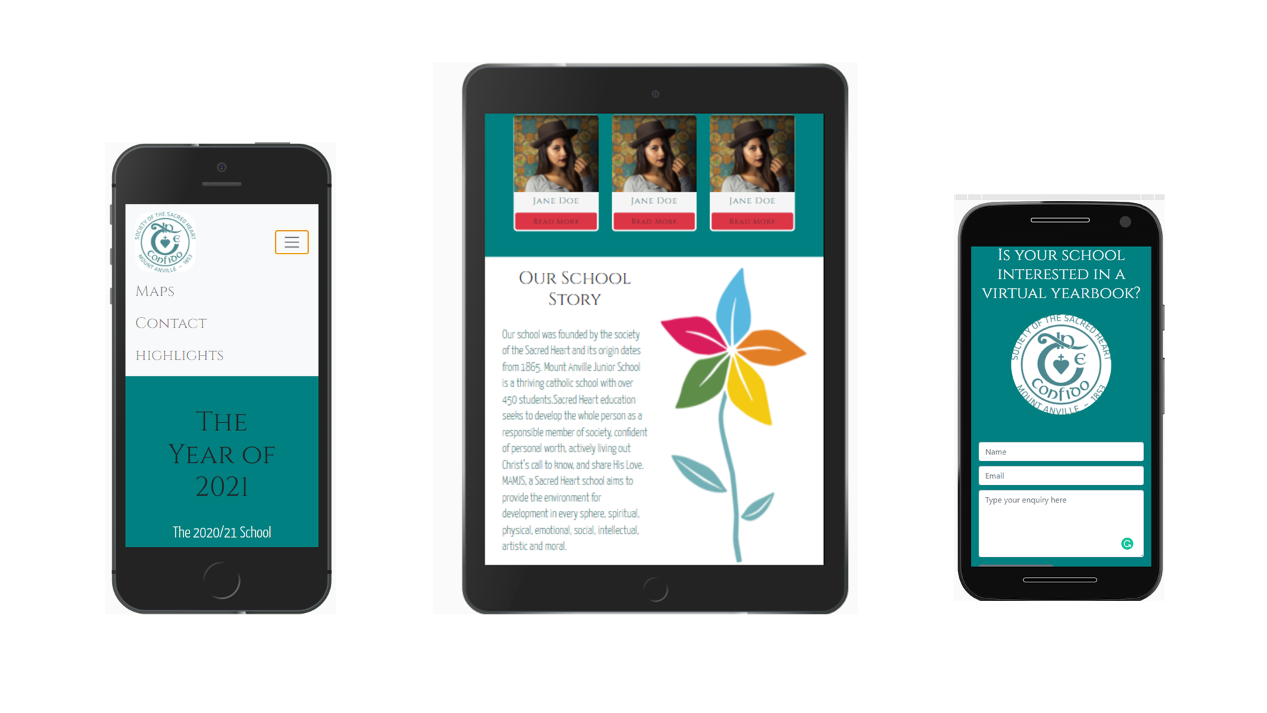 SOCIETY OF THE SACRED HEART
CONFIDO
MOUNT ANVILLE ~ 1853
Maps
Contact
highlights
The
Year of
2021
The 2020/21 School
Jane Doe
Read More
Jane Doe
Read More
Jane Doe
Read More
Our School
Story
Our school was founded by the society
of the Sacred Heart and its origin dates
from 1865. Mount Anville Junior School
is a thriving catholic school with over
450 students.Sacred Heart education
seeks to develop the whole person as a
responsible member of society, confident
of personal worth, actively living out
Christ's call to know, and share His Love.
MAMJS, a Sacred Heart school aims to
provide the environment for
development in every sphere, spiritual,
physical, emotional, social, intellectual,
artistic and moral.
Is your school
interested in a
virtual yearbook?
SOCIETY OF THE SACRED HEART
CONFIDO
MOUNT ANVILLE ~ 1853
Name
Email
Type your enquiry here